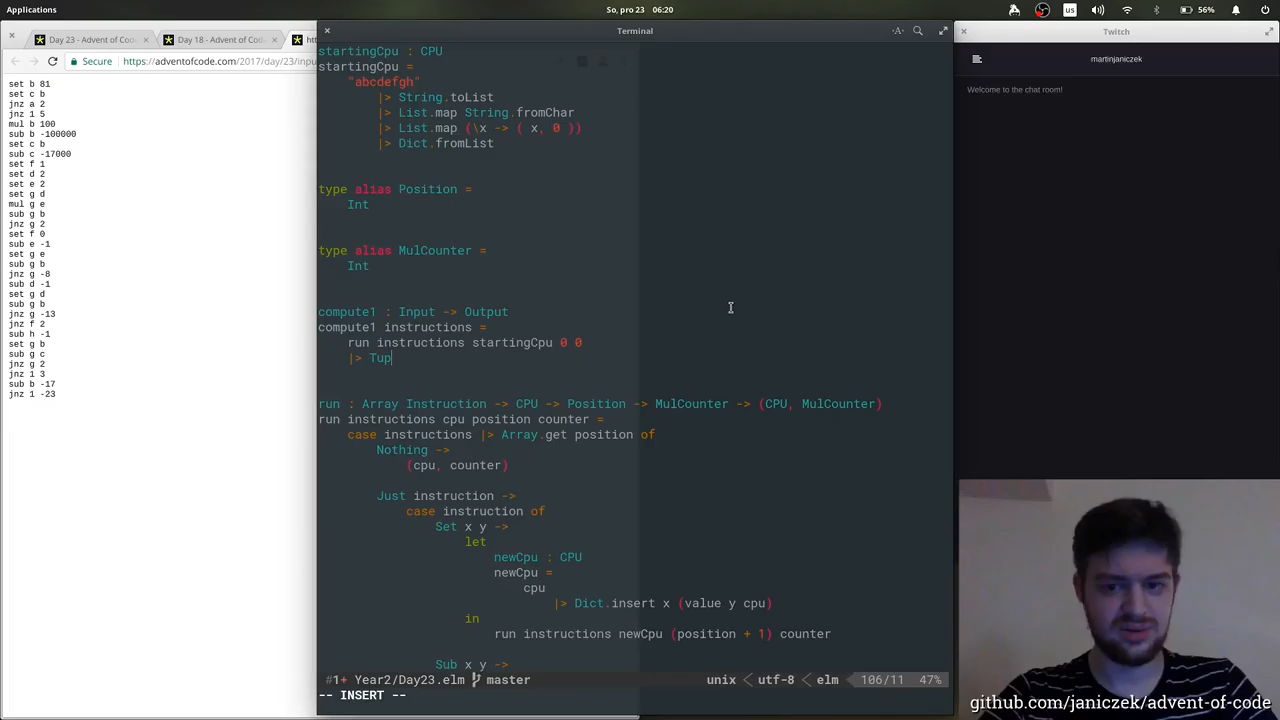 Applications
So, pro 23 06:20
us
56%
Day 23 - Advent of Cod
Day 18 - Advent of Cod
Secure
https://adventofcode.com/2017/day/23/inpu
set b 81
set c b
jnz a 2
jnz 1 5
mul b 100
sub b -100000
set c b
sub c -17000
set f 1
set d 2
set e 2
set g d
mul g e
sub g b
jnz g 2
set f 0
sub e -1
set g e
sub g b
jnz g -8
sub d -1
set g d
sub g b
jnz g -13
jnz f 2
sub h -1
set g b
sub g c
jnz g 2
jnz 1 3
sub b -17
jnz 1 -23
Terminal
startingCpu : CPU
startingCpu =
"abcdefgh"
|> String.toList
|> List.map String.fromChar
|> List.map (\x -> ( x, 0 ))
|> Dict.fromList
type alias Position =
Int
type alias MulCounter =
Int
compute1 : Input -> Output
compute1 instructions =
run instructions startingCpu 0 0
|> Tup
run : Array Instruction -> CPU -> Position -> MulCounter -> (CPU, MulCounter)
run instructions cpu position counter =
case instructions |> Array.get position of
Nothing ->
(cpu, counter)
Just instruction ->
case instruction of
Set x y ->
let
newCpu : CPU
newCpu =
cpu
|> Dict.insert x (value y cpu)
in
run instructions newCpu (position + 1) counter
Sub x y ->
#1+ Year2/Day23.elm master
unix < utf-8 < elm
106/11 47%
-- INSERT --
Twitch
martinjaniczek
Welcome to the chat room!
github.com/janiczek/advent-of-code